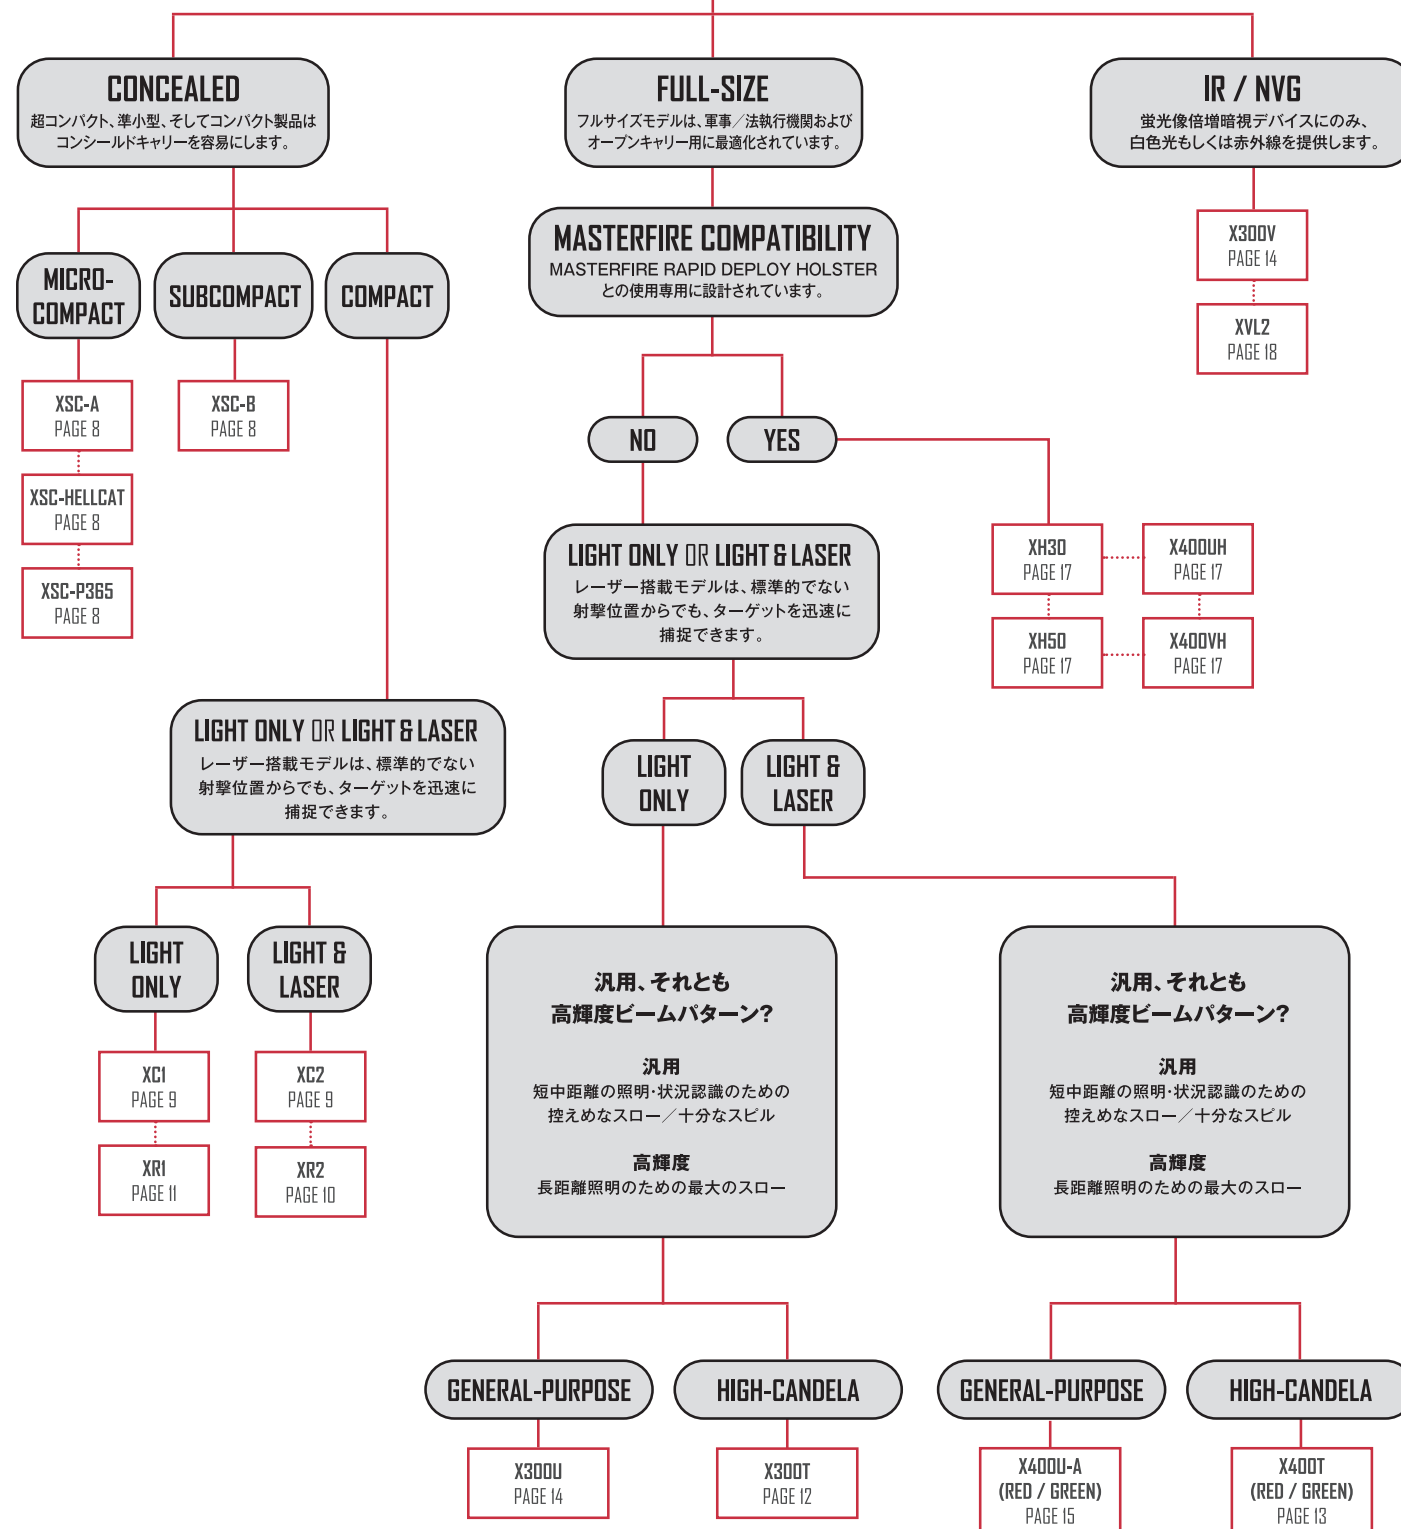 CONCEALED
超コンパクト、準小型、そしてコンパクト製品は
コンシールドキャリーを容易にします。
FULL-SIZE
フルサイズモデルは、軍事／法執行機関および
オープンキャリー用に最適化されています。
IR / NVG
蛍光像倍増暗視デバイスにのみ、
白色光もしくは赤外線を提供します。
MICRO-
COMPACT
SUBCOMPACT
COMPACT
MASTERFIRE COMPATIBILITY
MASTERFIRE RAPID DEPLOY HOLSTER
との使用専用に設計されています。
X300V
PAGE 14
XVL2
PAGE 18
XSC-A
PAGE 8
XSC-HELLCAT
PAGE 8
XSC-P365
PAGE 8
XSC-B
PAGE 8
NO
YES
LIGHT ONLY OR LIGHT & LASER
レーザー搭載モデルは、標準的でない
射撃位置からでも、ターゲットを迅速に
捕捉できます。
XH30
PAGE 17
X400UH
PAGE 17
XH50
PAGE 17
X400VH
PAGE 17
LIGHT ONLY OR LIGHT & LASER
レーザー搭載モデルは、標準的でない
射撃位置からでも、ターゲットを迅速に
捕捉できます。
LIGHT
ONLY
LIGHT &
LASER
LIGHT
ONLY
LIGHT &
LASER
XC1
PAGE 9
XR1
PAGE 11
XC2
PAGE 9
XR2
PAGE 10
汎用、それとも
高輝度ビームパターン?
汎用
短中距離の照明・状況認識のための
控えめなスロー／十分なスピル
高輝度
長距離照明のための最大のスロー
汎用、それとも
高輝度ビームパターン?
汎用
短中距離の照明・状況認識のための
控えめなスロー／十分なスピル
高輝度
長距離照明のための最大のスロー
GENERAL-PURPOSE
HIGH-CANDELA
GENERAL-PURPOSE
HIGH-CANDELA
X300U
PAGE 14
X300T
PAGE 12
X400U-A
(RED / GREEN)
PAGE 15
X400T
(RED / GREEN)
PAGE 13